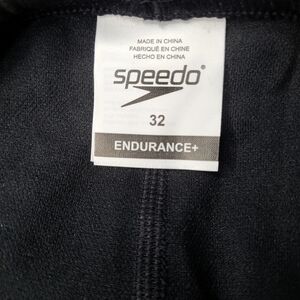 MADE IN CHINA
FABRIQUÉ EN CHINE
HECHO EN CHINA
speedo®
32
ENDURANCE+